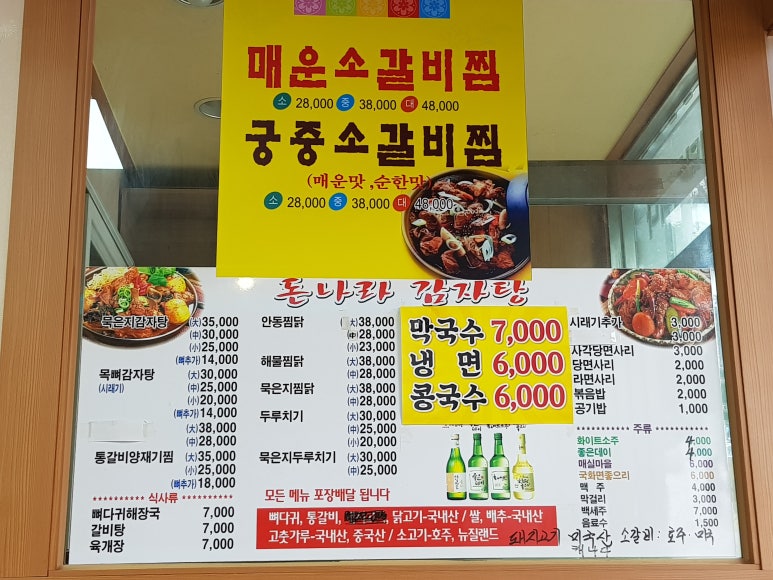 매운소갈비찜
소 28,000 중 38,000 대 48,000
궁중소갈비찜
(매운맛 ,순한맛)
소 28,000 중 38,000 대 48,000
돈나라 감자탕
묵은지감자탕 (大)35,000
(中)30,000
(小)25,000
(뼈추가)14,000
목뼈감자탕 (大)30,000
(시래기) (中)25,000
(小)20,000
(뼈추가)14,000
(大)38,000
(中)28,000
통갈비양재기찜 (大)35,000
(小)25,000
(뼈추가)18,000
********** 식사류 **********
뼈다귀해장국 7,000
갈비탕 7,000
육개장 7,000
안동찜닭 大)38,000
(中)28,000
(小)23,000
해물찜닭 (大)38,000
(中)28,000
묵은지찜닭 (大)38,000
(中)28,000
두루치기 (大)30,000
(中)25,000
(小)20,000
묵은지두루치기 (大)30,000
(中)25,000
모든 메뉴 포장배달 됩니다
막국수 7,000
냉 면 6,000
콩국수 6,000
시래기추가 3,000
3,000
사각당면사리 3,000
당면사리 2,000
라면사리 2,000
볶음밥 2,000
공기밥 1,000
*********** 주류 ***********
화이트소주 4,000
좋은데이 4,000
매실마을 6,000
국화면좋으리 6,000
맥 주 4,000
막걸리 3,000
백세주 7,000
음료수 1,500
뼈다귀, 통갈비, 닭고기-국내산 / 쌀, 배추-국내산
고춧가루-국내산, 중국산 / 소고기-호주, 뉴질랜드
돼지고기 미국산 소갈비: 호주·미국
캐나다